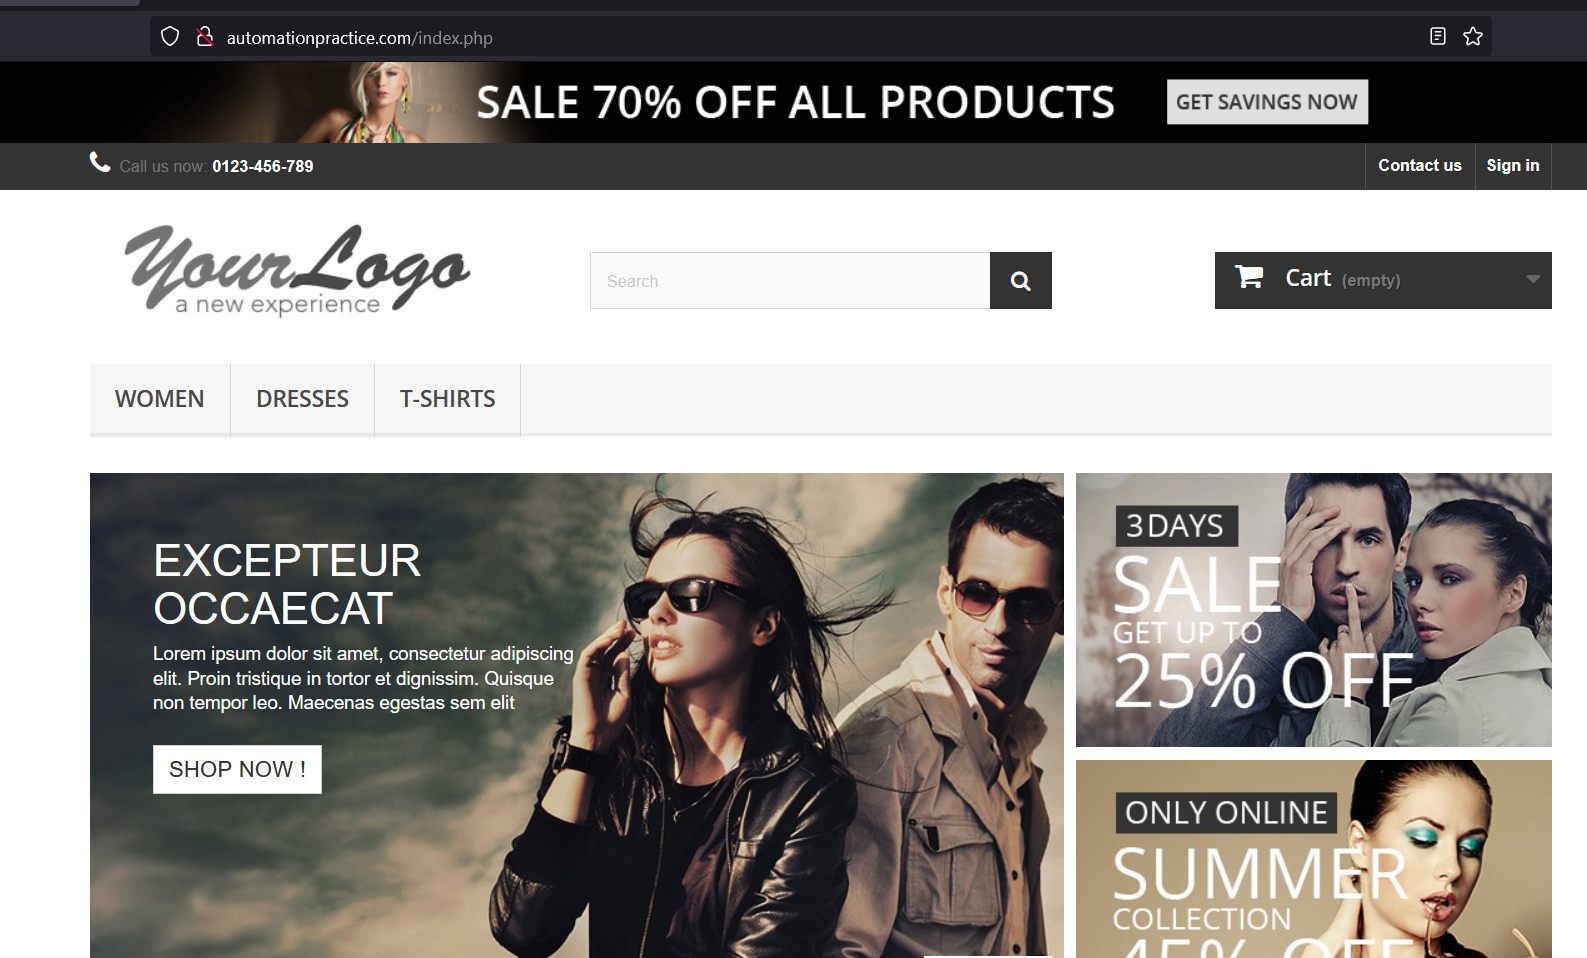 automationpractice.com/index.php
SALE 70% OFF ALL PRODUCTS
GET SAVINGS NOW
Call us now: 0123-456-789
Contact us
Sign in
YourLogo
a new experience
Search
Cart (empty)
WOMEN
DRESSES
T-SHIRTS
EXCEPTEUR
OCCAECAT
Lorem ipsum dolor sit amet, consectetur adipiscing
elit. Proin tristique in tortor et dignissim. Quisque
non tempor leo. Maecenas egestas sem elit
SHOP NOW !
3 DAYS
SALE
GET UP TO
25% OFF
ONLY ONLINE
SUMMER
COLLECTION
45% OFF